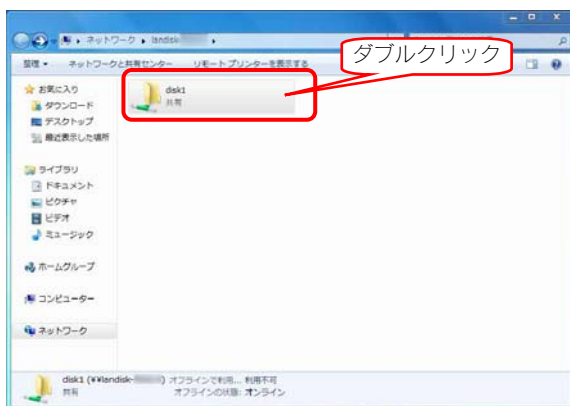 ネットワーク ▸ landisk
ダブルクリック
整理 ▾ ネットワークと共有センター リモート プリンターを表示する
お気に入り
ダウンロード
デスクトップ
最近表示した場所
disk1
共有
ライブラリ
ドキュメント
ピクチャ
ビデオ
ミュージック
ホームグループ
コンピューター
ネットワーク
disk1 (¥¥landisk- ) オフラインで利用... 利用不可
共有 オフラインの状態: オンライン